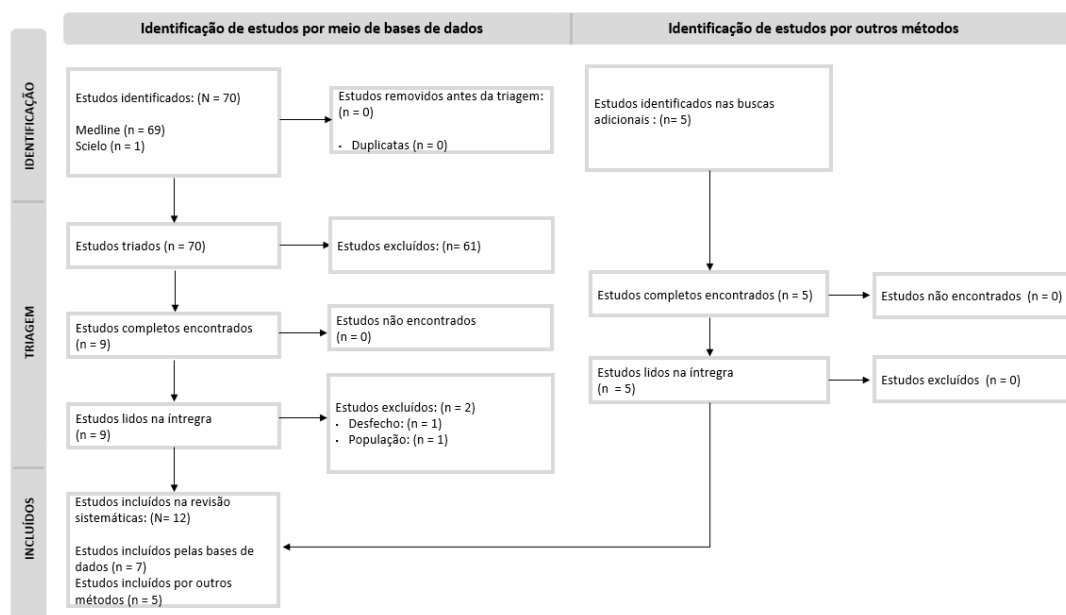 Identificação de estudos por meio de bases de dados
Identificação de estudos por outros métodos
IDENTIFICAÇÃO
Estudos identificados: (N = 70)
Medline (n = 69)
Scielo (n = 1)
Estudos removidos antes da triagem:
(n = 0)
• Duplicatas (n = 0)
Estudos identificados nas buscas
adicionais : (n= 5)
TRIAGEM
Estudos triados (n = 70)
Estudos excluídos: (n= 61)
Estudos completos encontrados
(n = 9)
Estudos não encontrados
(n = 0)
Estudos completos encontrados (n = 5)
Estudos não encontrados (n = 0)
Estudos lidos na íntregra
(n = 9)
Estudos excluídos: (n = 2)
• Desfecho: (n = 1)
• População: (n = 1)
Estudos lidos na íntregra
(n = 5)
Estudos excluídos (n = 0)
INCLUÍDOS
Estudos incluídos na revisão
sistemáticas: (N= 12)
Estudos incluídos pelas bases de
dados (n = 7)
Estudos incluídos por outros
métodos (n = 5)